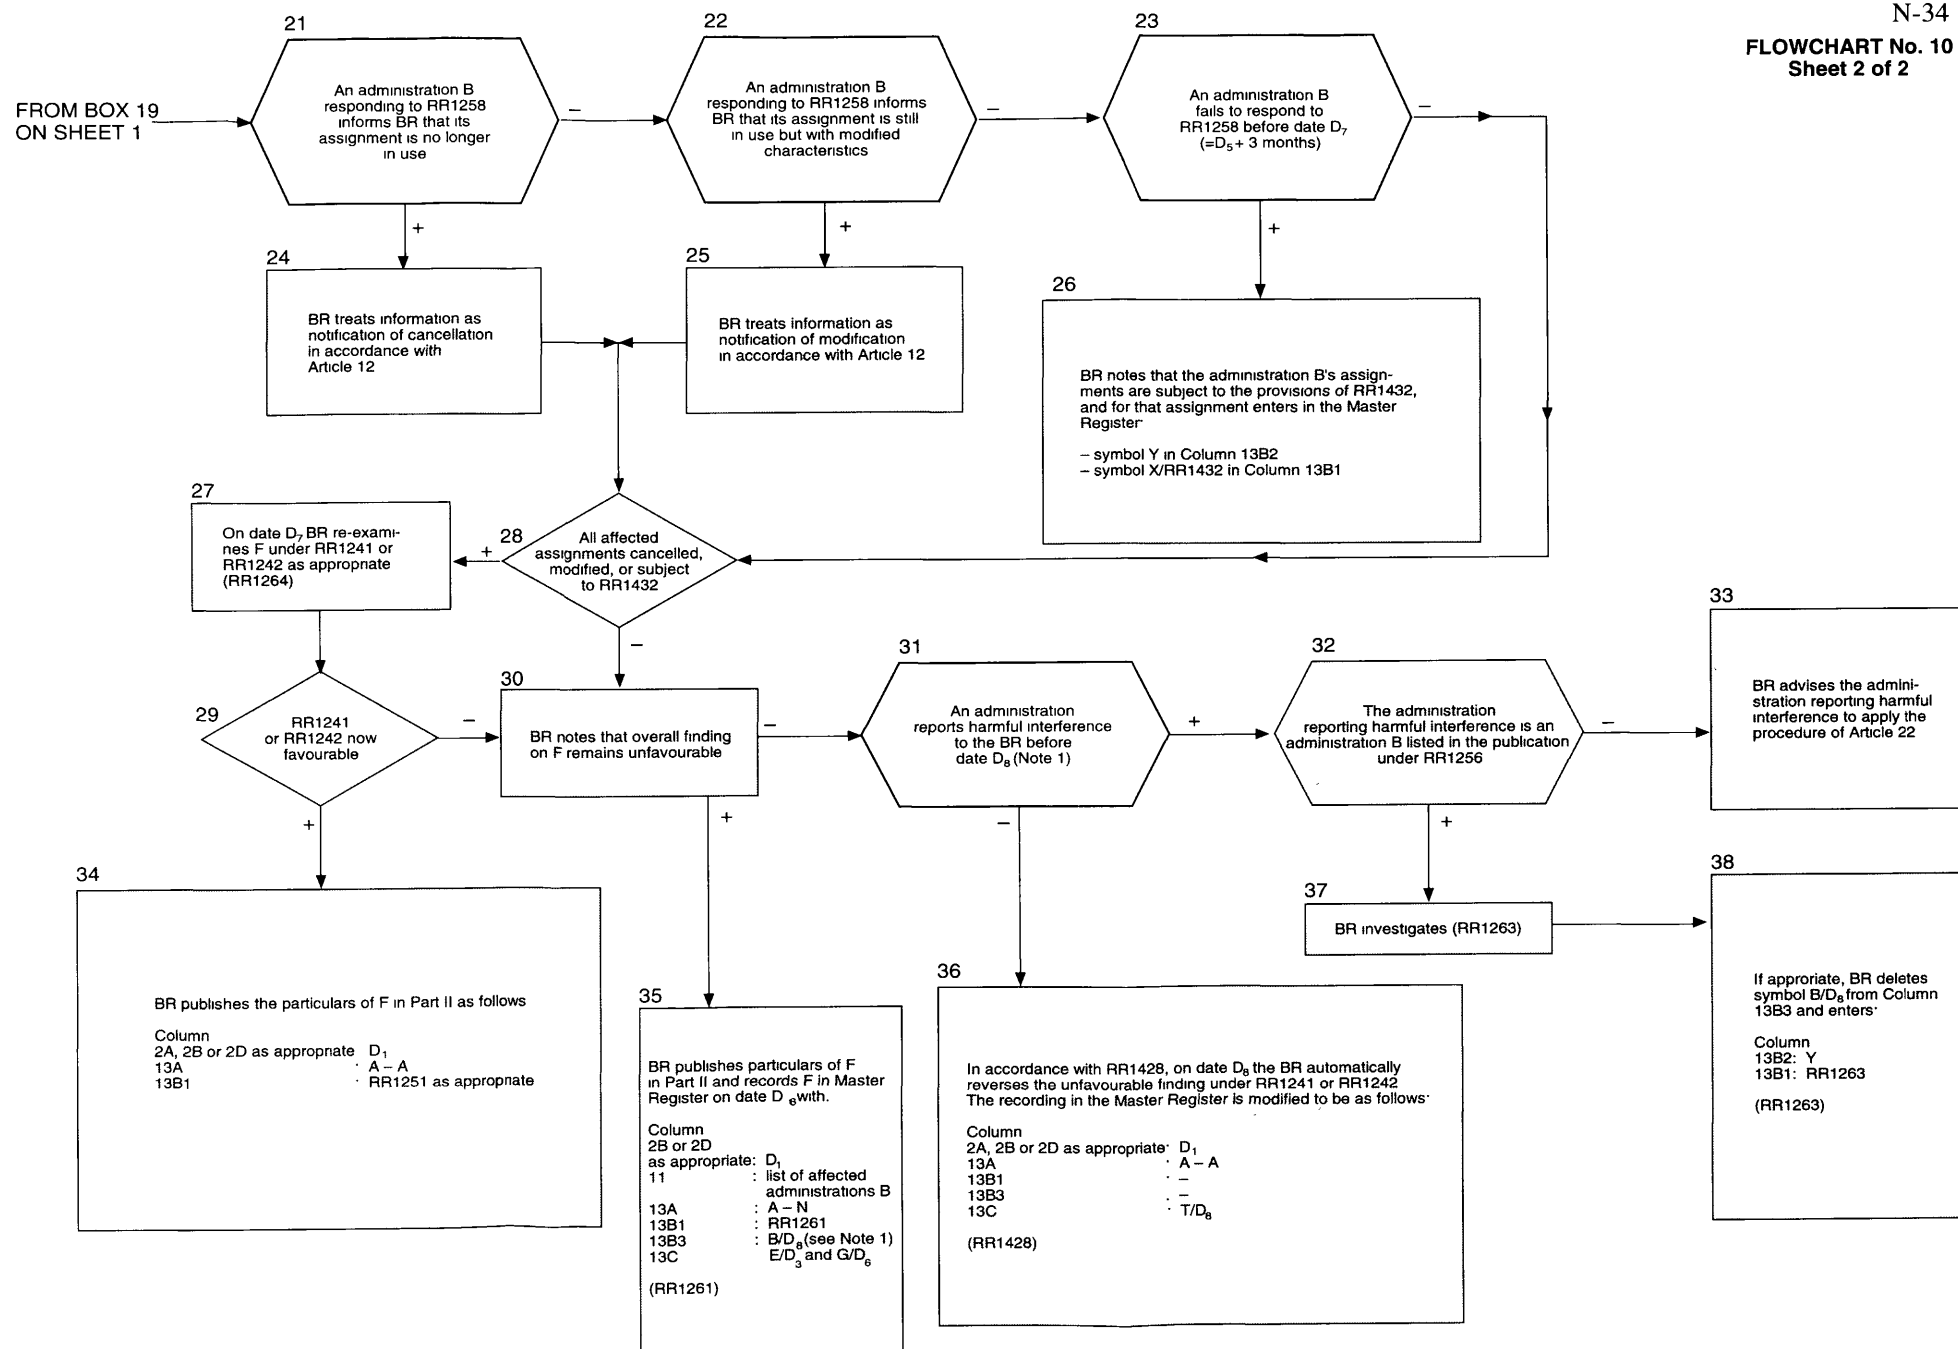 N-34
FLOWCHART No. 10
Sheet 2 of 2
FROM BOX 19
ON SHEET 1
21
An administration B
responding to RR1258
informs BR that its
assignment is no longer
in use
–
22
An administration B
responding to RR1258 informs
BR that its assignment is still
in use but with modified
characteristics
–
23
An administration B
fails to respond to
RR1258 before date D₇
(=D₅+ 3 months)
–
+
+
+
24
BR treats information as
notification of cancellation
in accordance with
Article 12
25
BR treats information as
notification of modification
in accordance with Article 12
26
BR notes that the administration B's assign-
ments are subject to the provisions of RR1432,
and for that assignment enters in the Master
Register
– symbol Y in Column 13B2
– symbol X/RR1432 in Column 13B1
27
On date D₇ BR re-exami-
nes F under RR1241 or
RR1242 as appropriate
(RR1264)
+
28
All affected
assignments cancelled,
modified, or subject
to RR1432
–
29
RR1241
or RR1242 now
favourable
–
+
30
BR notes that overall finding
on F remains unfavourable
–
+
31
An administration
reports harmful interference
to the BR before
date D₈ (Note 1)
+
–
32
The administration
reporting harmful interference is an
administration B listed in the publication
under RR1256
–
+
33
BR advises the admini-
stration reporting harmful
interference to apply the
procedure of Article 22
34
BR publishes the particulars of F in Part II as follows
Column
2A, 2B or 2D as appropriate D₁
13A · A – A
13B1 · RR1251 as appropriate
35
BR publishes particulars of F
in Part II and records F in Master
Register on date D ₆with.
Column
2B or 2D
as appropriate: D₁
11 : list of affected
administrations B
13A : A – N
13B1 : RR1261
13B3 : B/D₈(see Note 1)
13C E/D₃ and G/D₆
(RR1261)
36
In accordance with RR1428, on date D₈ the BR automatically
reverses the unfavourable finding under RR1241 or RR1242
The recording in the Master Register is modified to be as follows·
Column
2A, 2B or 2D as appropriate· D₁
13A · A – A
13B1 · –
13B3 . –
13C · T/D₈
(RR1428)
37
BR investigates (RR1263)
38
If approriate, BR deletes
symbol B/D₈ from Column
13B3 and enters·
Column
13B2: Y
13B1: RR1263
(RR1263)